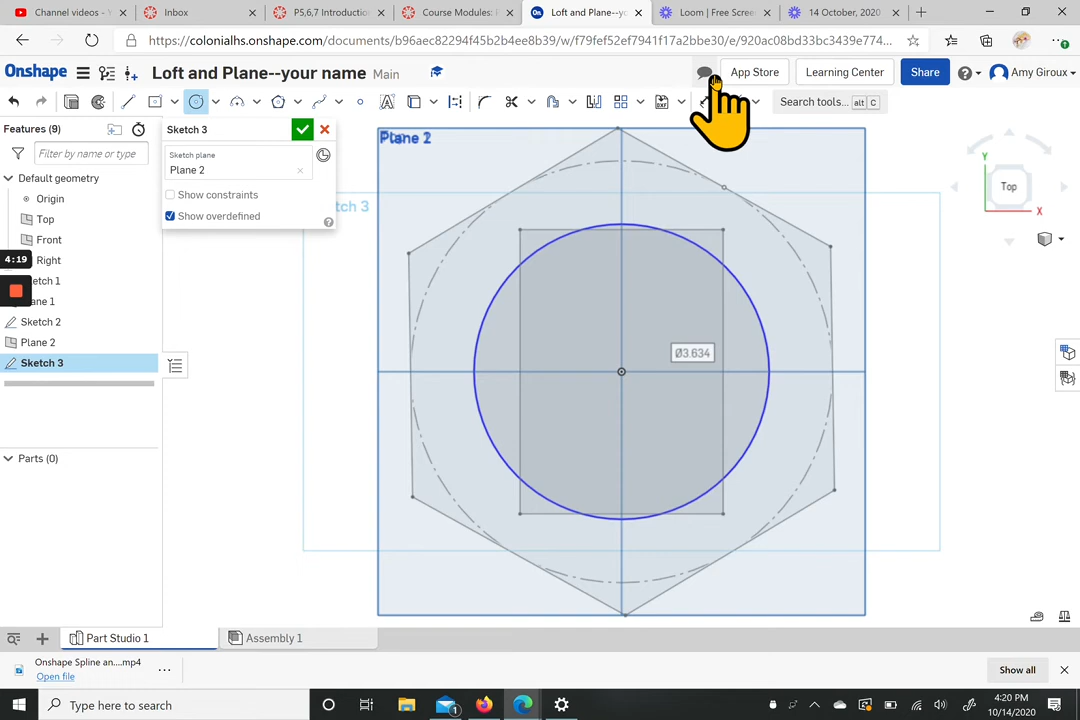 Channel videos - Y
Inbox
P5,6,7 Introduction
Course Modules: P
Loft and Plane--yo
Loom | Free Scree
14 October, 2020
https://colonialhs.onshape.com/documents/b96aec82294f45b2b4ee8b39/w/f79fef52ef7941f17a2bbe30/e/920ac08bd33bc3439e774...
Onshape
Loft and Plane--your name Main
App Store
Learning Center
Share
Amy Giroux
Search tools... alt C
Features (9)
Filter by name or type
Default geometry
Origin
Top
Front
Right
4:19
etch 1
ane 1
Sketch 2
Plane 2
Sketch 3
Parts (0)
Sketch 3
Sketch plane
Plane 2
Show constraints
Show overdefined
Plane 2
tch 3
Ø3.634
Y
Top
X
Part Studio 1
Assembly 1
Onshape Spline an....mp4
Open file
Show all
Type here to search
1
4:20 PM
10/14/2020